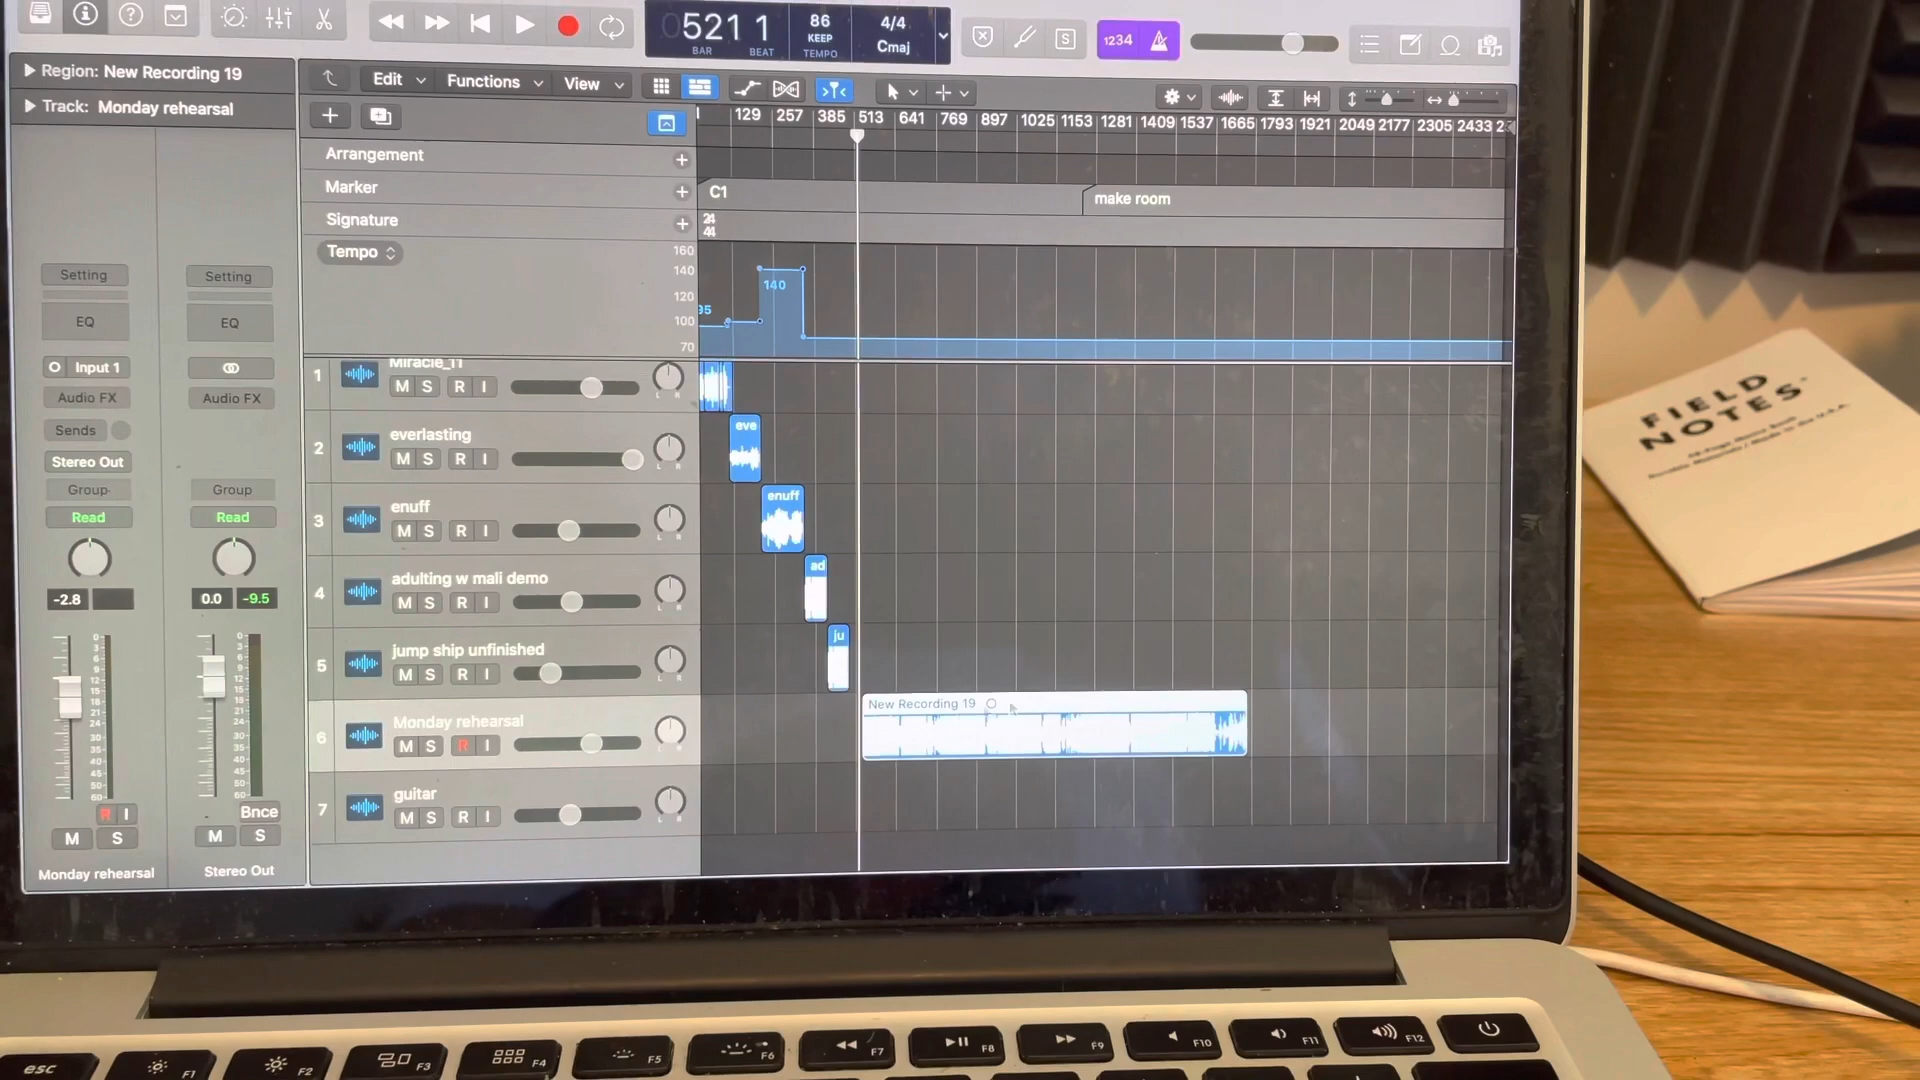 0521 1
BAR BEAT
86
KEEP
TEMPO
4/4
Cmaj
S
1234
Region: New Recording 19
Track: Monday rehearsal
Edit
Functions
View
129 257 385 513 641 769 897 1025 1153 1281 1409 1537 1665 1793 1921 2049 2177 2305 2433
Arrangement
Marker
C1
make room
Signature
24
44
Tempo
160
140
120
100
70
95
140
Setting
Setting
EQ
EQ
Input 1
Audio FX
Audio FX
Sends
Stereo Out
Group
Group
Read
Read
-2.8
0.0 -9.5
R I
Bnce
M S
M S
Monday rehearsal
Stereo Out
1
Miracle_11
M S R I
L R
2
everlasting
M S R I
L R
eve
3
enuff
M S R I
L R
enuff
4
adulting w mali demo
M S R I
L R
ad
5
jump ship unfinished
M S R I
L R
ju
6
Monday rehearsal
M S R I
L R
New Recording 19
7
guitar
M S R I
L R
FIELD
NOTES
esc F1 F2 F3 F4 F5 F6 F7 F8 F9 F10 F11 F12